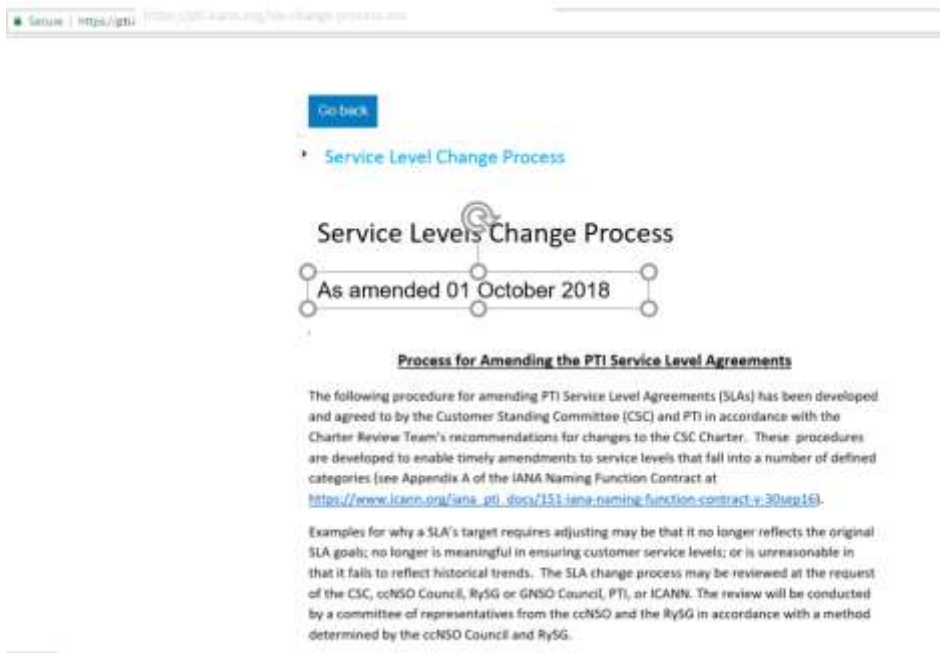 Secure | https://pti.
https://pti.icann.org/sla-change-process-xxx
Go back
Service Level Change Process
Service Levels Change Process
As amended 01 October 2018
Process for Amending the PTI Service Level Agreements
The following procedure for amending PTI Service Level Agreements (SLAs) has been developed
and agreed to by the Customer Standing Committee (CSC) and PTI in accordance with the
Charter Review Team's recommendations for changes to the CSC Charter. These procedures
are developed to enable timely amendments to service levels that fall into a number of defined
categories (see Appendix A of the IANA Naming Function Contract at
https://www.icann.org/iana_pti_docs/151-iana-naming-function-contract-v-30sep16).
Examples for why a SLA's target requires adjusting may be that it no longer reflects the original
SLA goals; no longer is meaningful in ensuring customer service levels; or is unreasonable in
that it fails to reflect historical trends. The SLA change process may be reviewed at the request
of the CSC, ccNSO Council, RySG or GNSO Council, PTI, or ICANN. The review will be conducted
by a committee of representatives from the ccNSO and the RySG in accordance with a method
determined by the ccNSO Council and RySG.